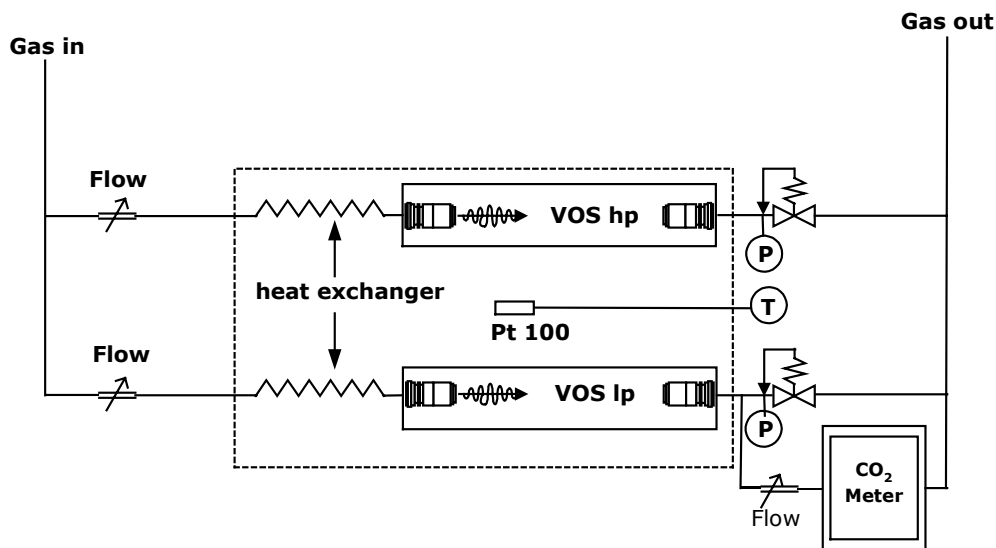 Gas in
Gas out
Flow
VOS hp
P
heat exchanger
Pt 100
T
Flow
VOS lp
P
CO₂
Meter
Flow